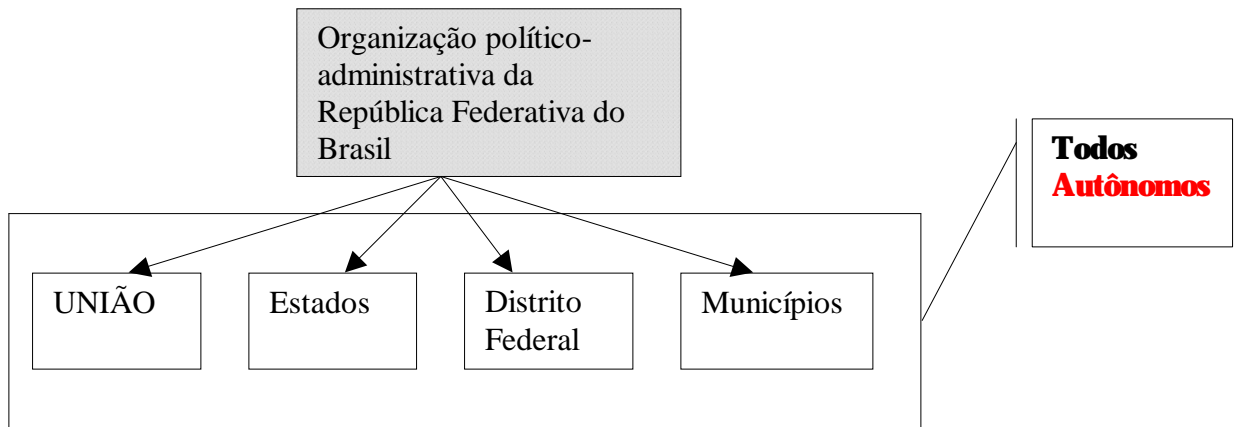 Organização político-
administrativa da
República Federativa do
Brasil
Todos
Autônomos
UNIÃO
Estados
Distrito
Federal
Municípios